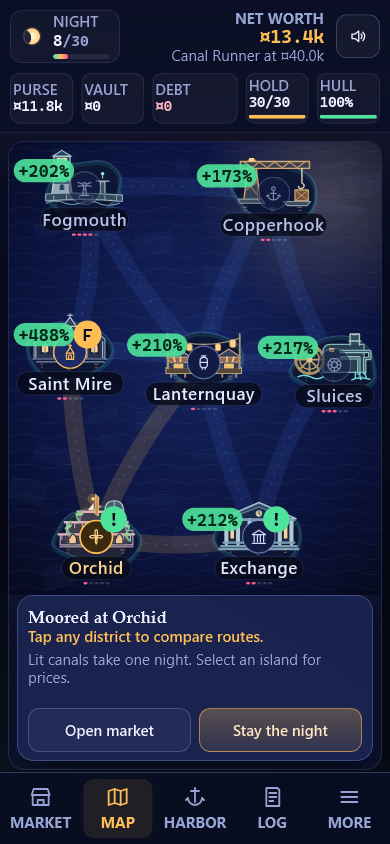 NIGHT
8/30
NET WORTH
¤13.4k
Canal Runner at ¤40.0k
PURSE
¤11.8k
VAULT
¤0
DEBT
¤0
HOLD
30/30
HULL
100%
+202%
Fogmouth
+173%
Copperhook
+488%
F
Saint Mire
+210%
Lanternquay
+217%
Sluices
!
Orchid
+212%
!
Exchange
Moored at Orchid
Tap any district to compare routes.
Lit canals take one night. Select an island for
prices.
Open market
Stay the night
MARKET
MAP
HARBOR
LOG
MORE